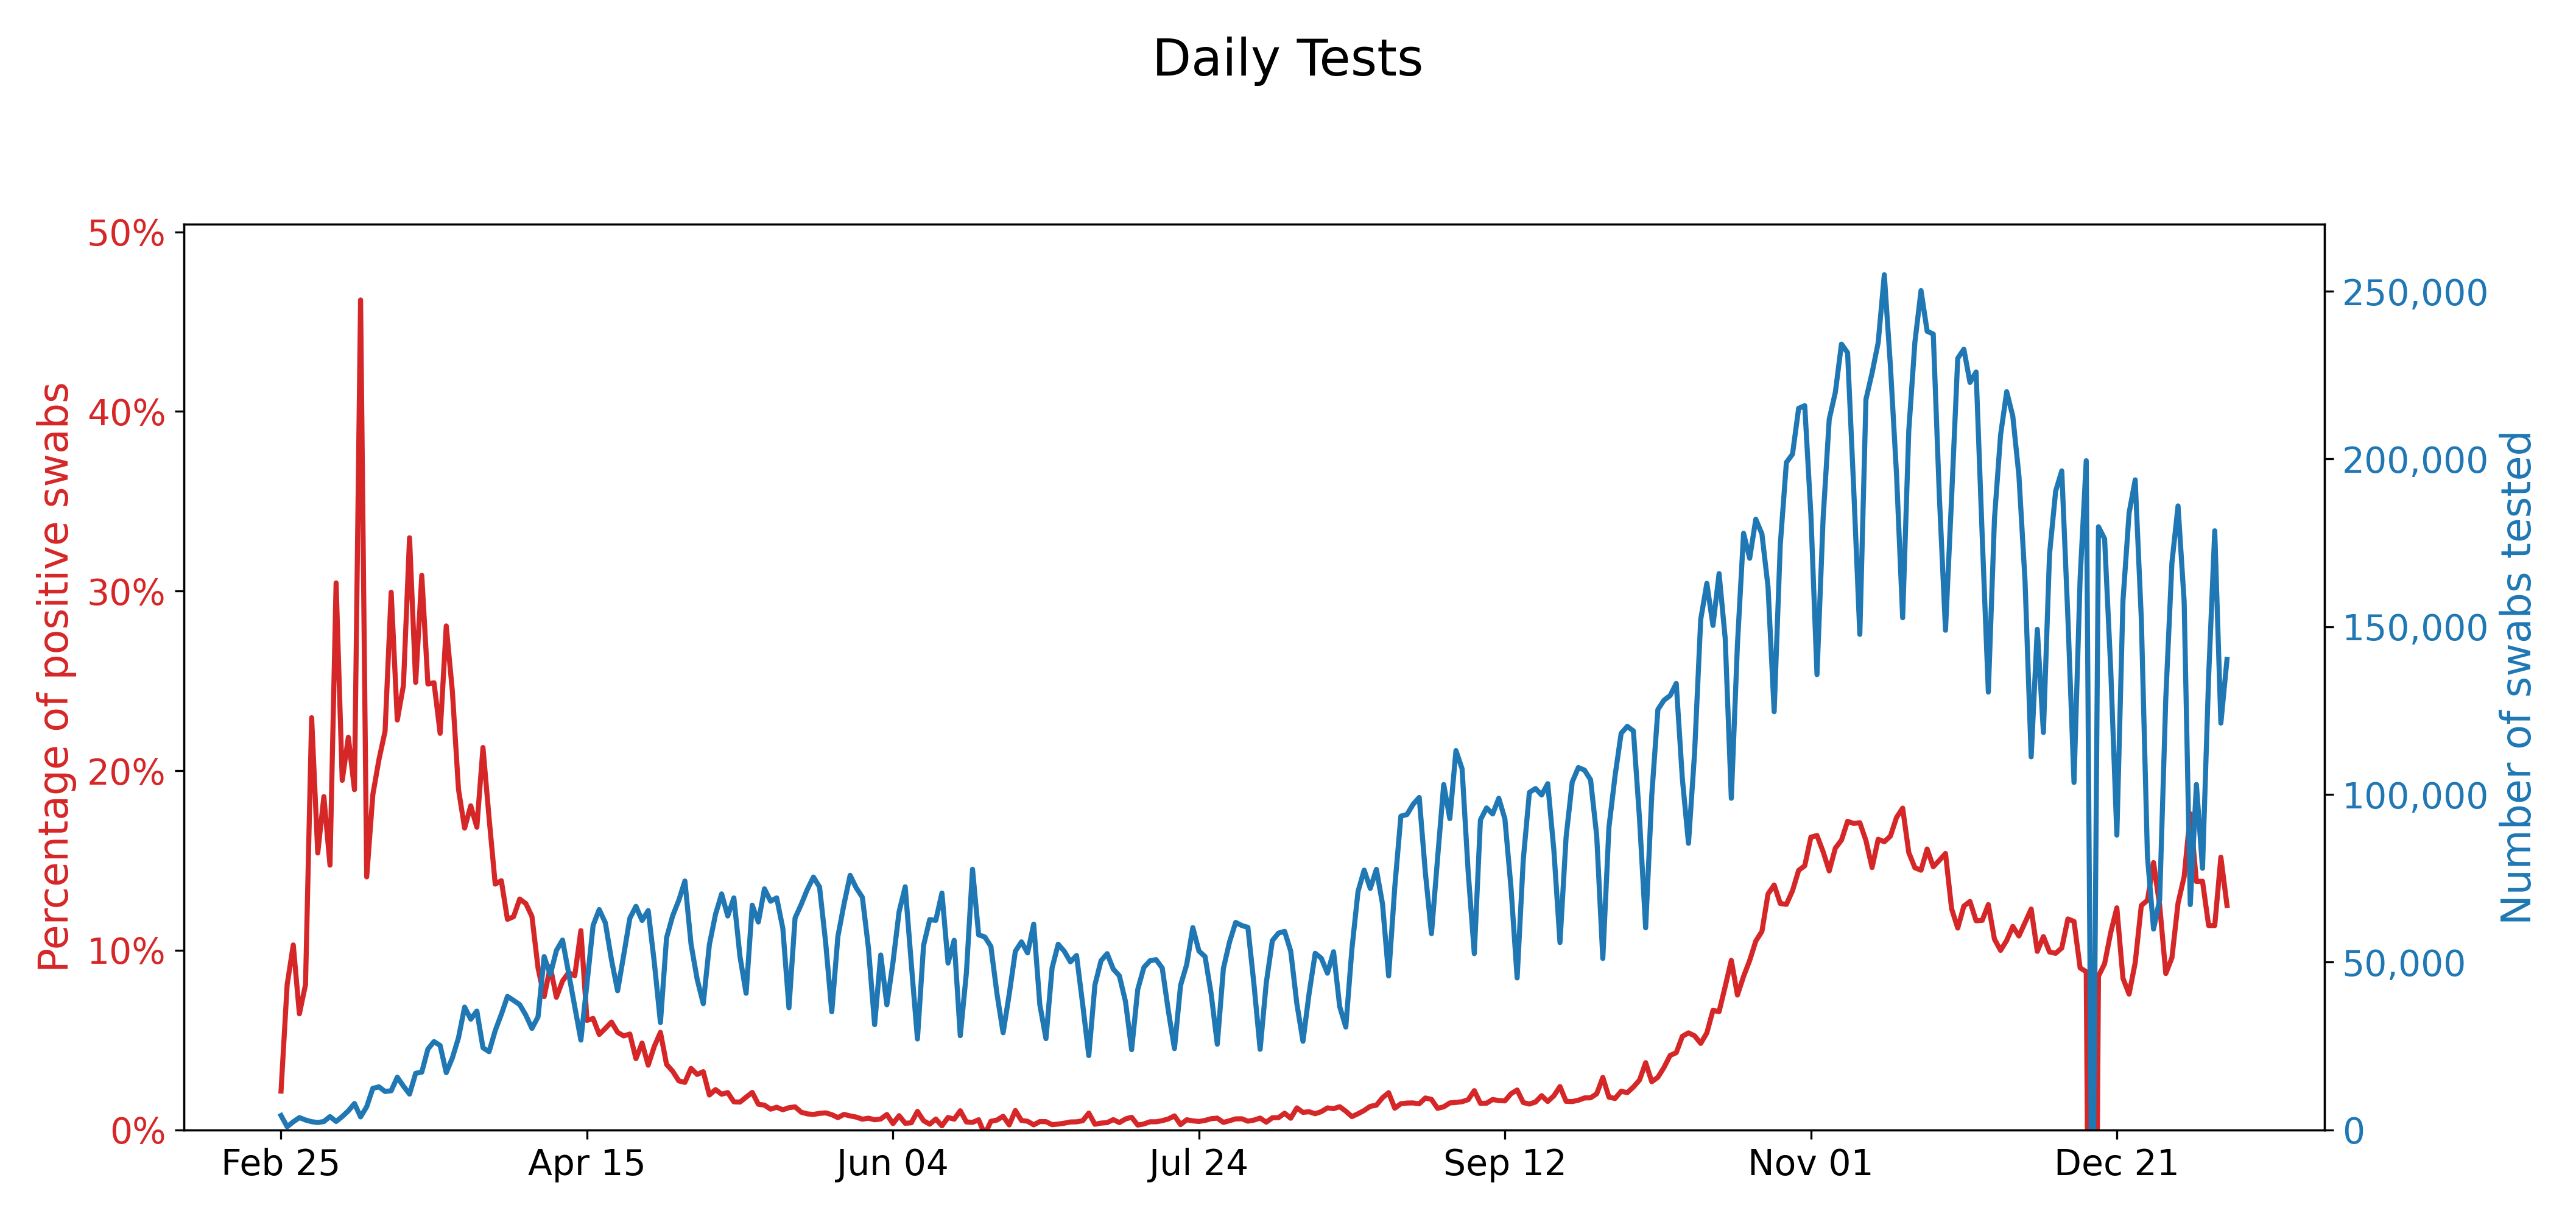 Daily Tests
50%
40%
30%
20%
10%
0%
Percentage of positive swabs
250,000
200,000
150,000
100,000
50,000
0
Number of swabs tested
Feb 25
Apr 15
Jun 04
Jul 24
Sep 12
Nov 01
Dec 21